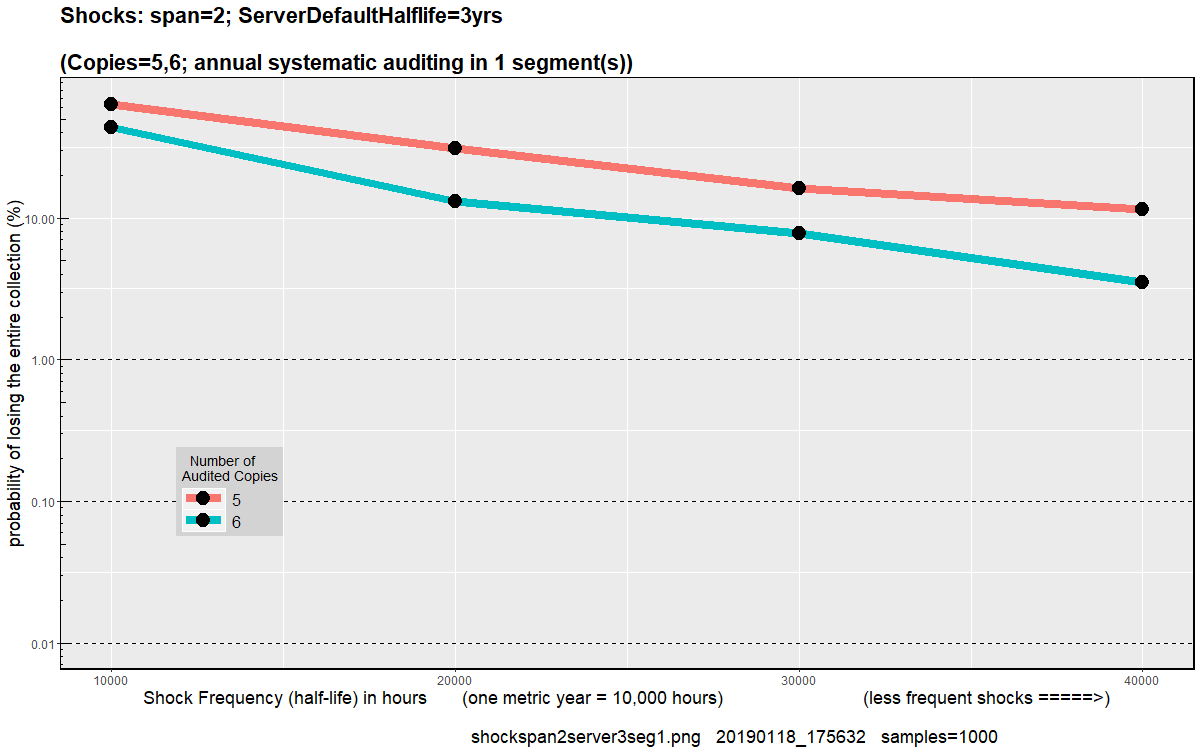 Shocks: span=2; ServerDefaultHalflife=3yrs
(Copies=5,6; annual systematic auditing in 1 segment(s))
probability of losing the entire collection (%)
10.00
1.00
0.10
0.01
Number of
Audited Copies
5
6
10000 20000 30000 40000
Shock Frequency (half-life) in hours (one metric year = 10,000 hours) (less frequent shocks =====>)
shockspan2server3seg1.png 20190118_175632 samples=1000